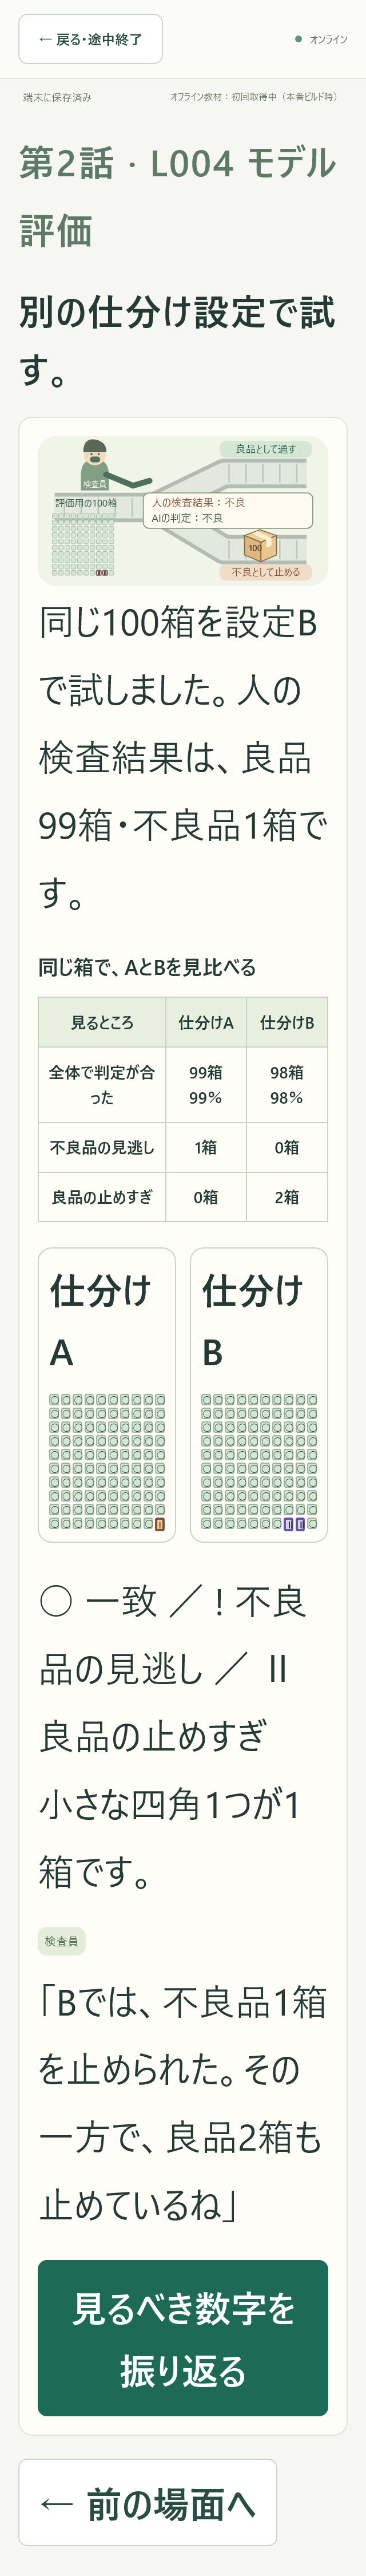 ← 戻る・途中終了
オンライン
端末に保存済み
オフライン教材：初回取得中（本番ビルド時）
第2話 · L004 モデル
評価
別の仕分け設定で試
す。
検査員
評価用の100箱
良品として通す
人の検査結果：不良
AIの判定：不良
100
不良として止める
同じ100箱を設定B
で試しました。人の
検査結果は、良品
99箱・不良品1箱で
す。
同じ箱で、AとBを見比べる
見るところ 仕分けA 仕分けB
全体で判定が合
った
99箱
99%
98箱
98%
不良品の見逃し 1箱 0箱
良品の止めすぎ 0箱 2箱
仕分け
A
仕分け
B
○ 一致 ／ ! 不良
品の見逃し ／ Ⅱ
良品の止めすぎ
小さな四角1つが1
箱です。
検査員
「Bでは、不良品1箱
を止められた。その
一方で、良品2箱も
止めているね」
見るべき数字を
振り返る
← 前の場面へ